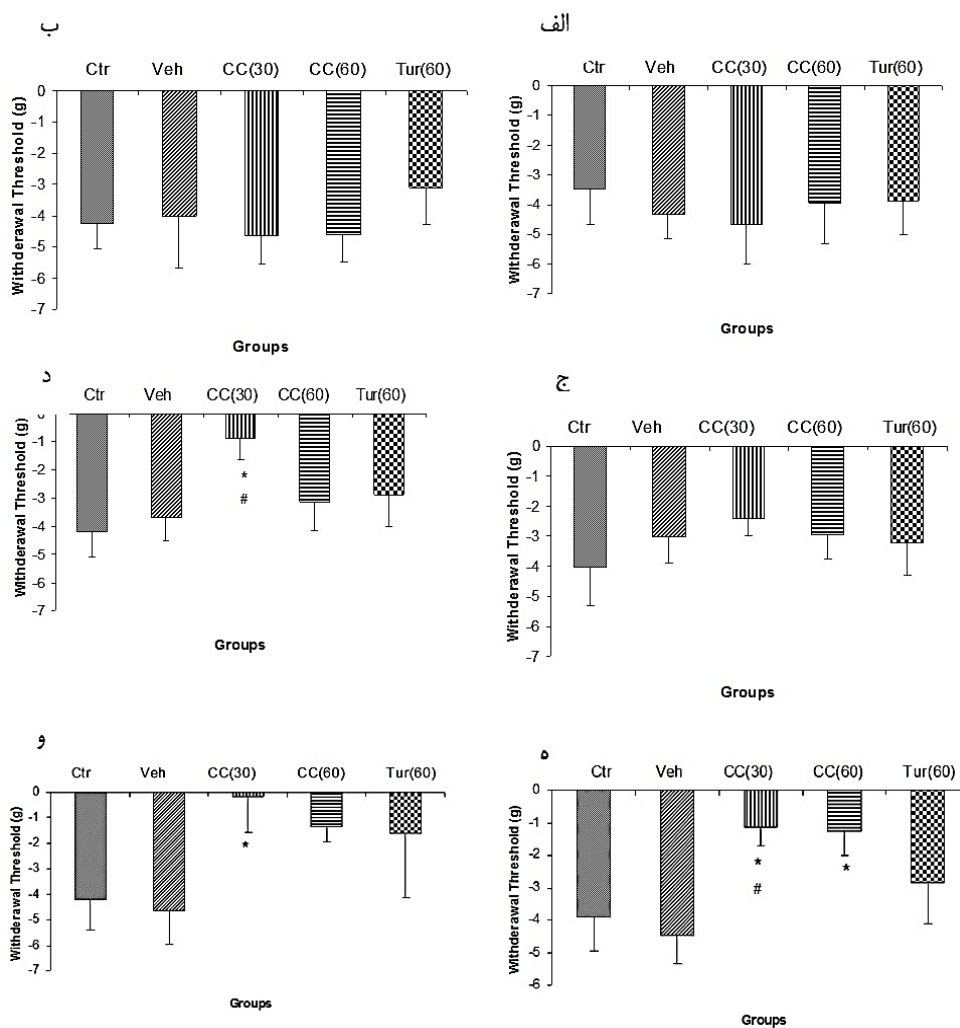 الف
Ctr Veh CC(30) CC(60) Tur(60)
Withderawal Threshold (g)
0
-1
-2
-3
-4
-5
-6
-7
Groups
ب
Ctr Veh CC(30) CC(60) Tur(60)
Withderawal Threshold (g)
0
-1
-2
-3
-4
-5
-6
-7
Groups
ج
Ctr Veh CC(30) CC(60) Tur(60)
Withderawal Threshold (g)
0
-1
-2
-3
-4
-5
-6
-7
Groups
د
Ctr Veh CC(30) CC(60) Tur(60)
Withderawal Threshold (g)
0
-1
-2
-3
-4
-5
-6
-7
*
#
Groups
ه
Ctr Veh CC(30) CC(60) Tur(60)
Withderawal Threshold (g)
0
-1
-2
-3
-4
-5
-6
* *
#
Groups
و
Ctr Veh CC(30) CC(60) Tur(60)
Withderawal Threshold (g)
0
-1
-2
-3
-4
-5
-6
-7
*
Groups